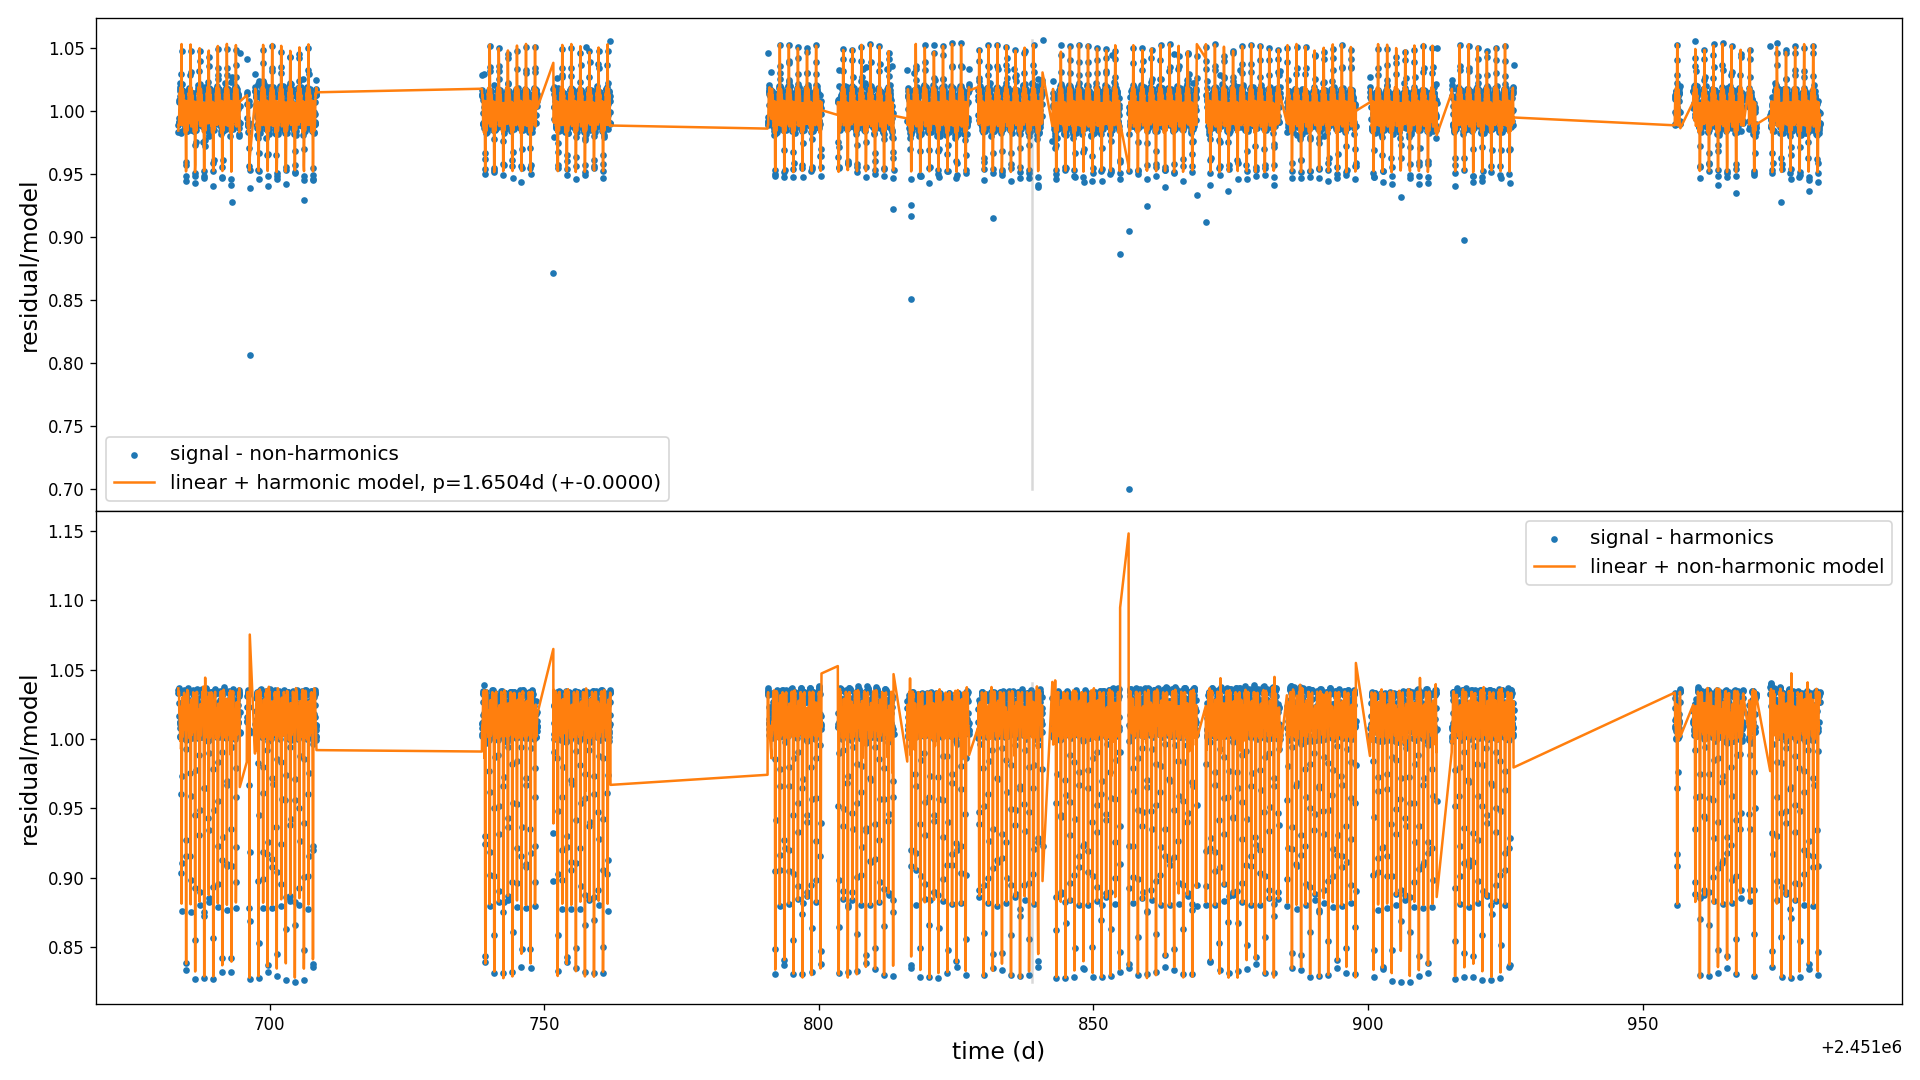 1.05
1.00
0.95
0.90
0.85
0.80
0.75
0.70
residual/model
signal - non-harmonics
linear + harmonic model, p=1.6504d (+-0.0000)
1.15
1.10
1.05
1.00
0.95
0.90
0.85
residual/model
signal - harmonics
linear + non-harmonic model
700
750
800
850
900
950
time (d)
+2.451e6